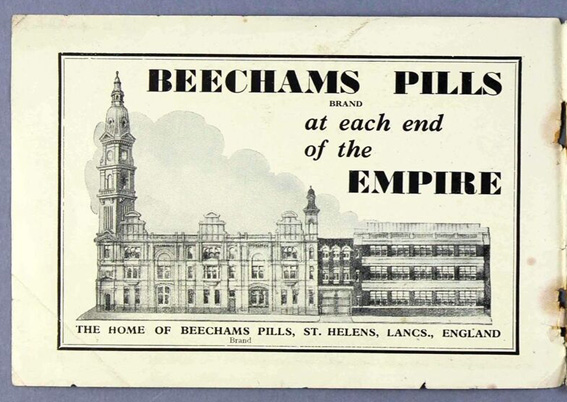 BEECHAMS PILLS
BRAND
at each end
of the
EMPIRE
THE HOME OF BEECHAMS PILLS, ST. HELENS, LANCS., ENGLAND
Brand